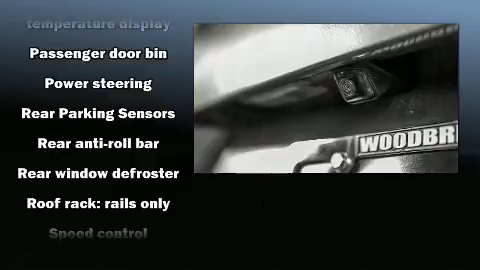 temperature display
Passenger door bin
Power steering
Rear Parking Sensors
Rear anti-roll bar
Rear window defroster
Roof rack: rails only
Speed control
WOODBR